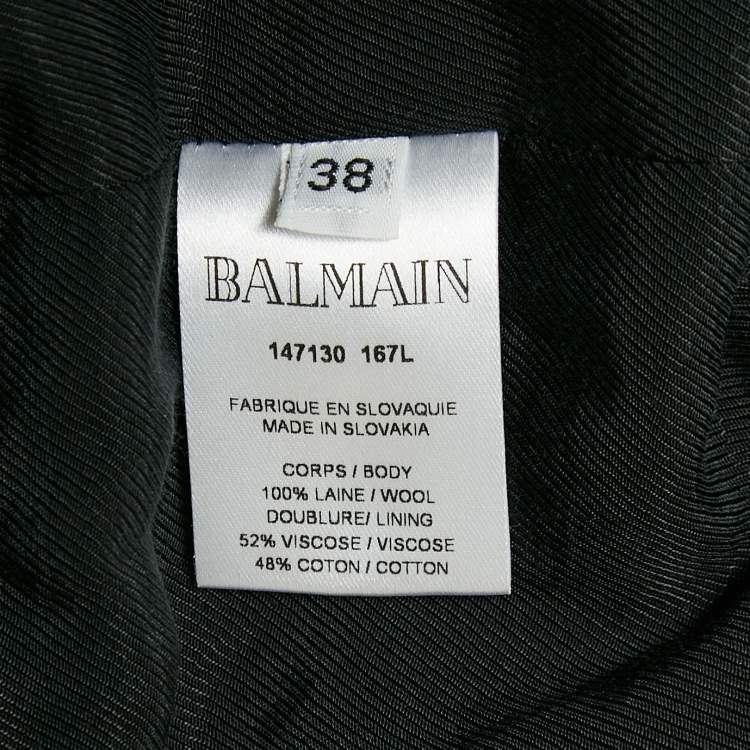 38
BALMAIN
147130 167L
FABRIQUE EN SLOVAQUIE
MADE IN SLOVAKIA
CORPS / BODY
100% LAINE / WOOL
DOUBLURE/ LINING
52% VISCOSE / VISCOSE
48% COTON / COTTON